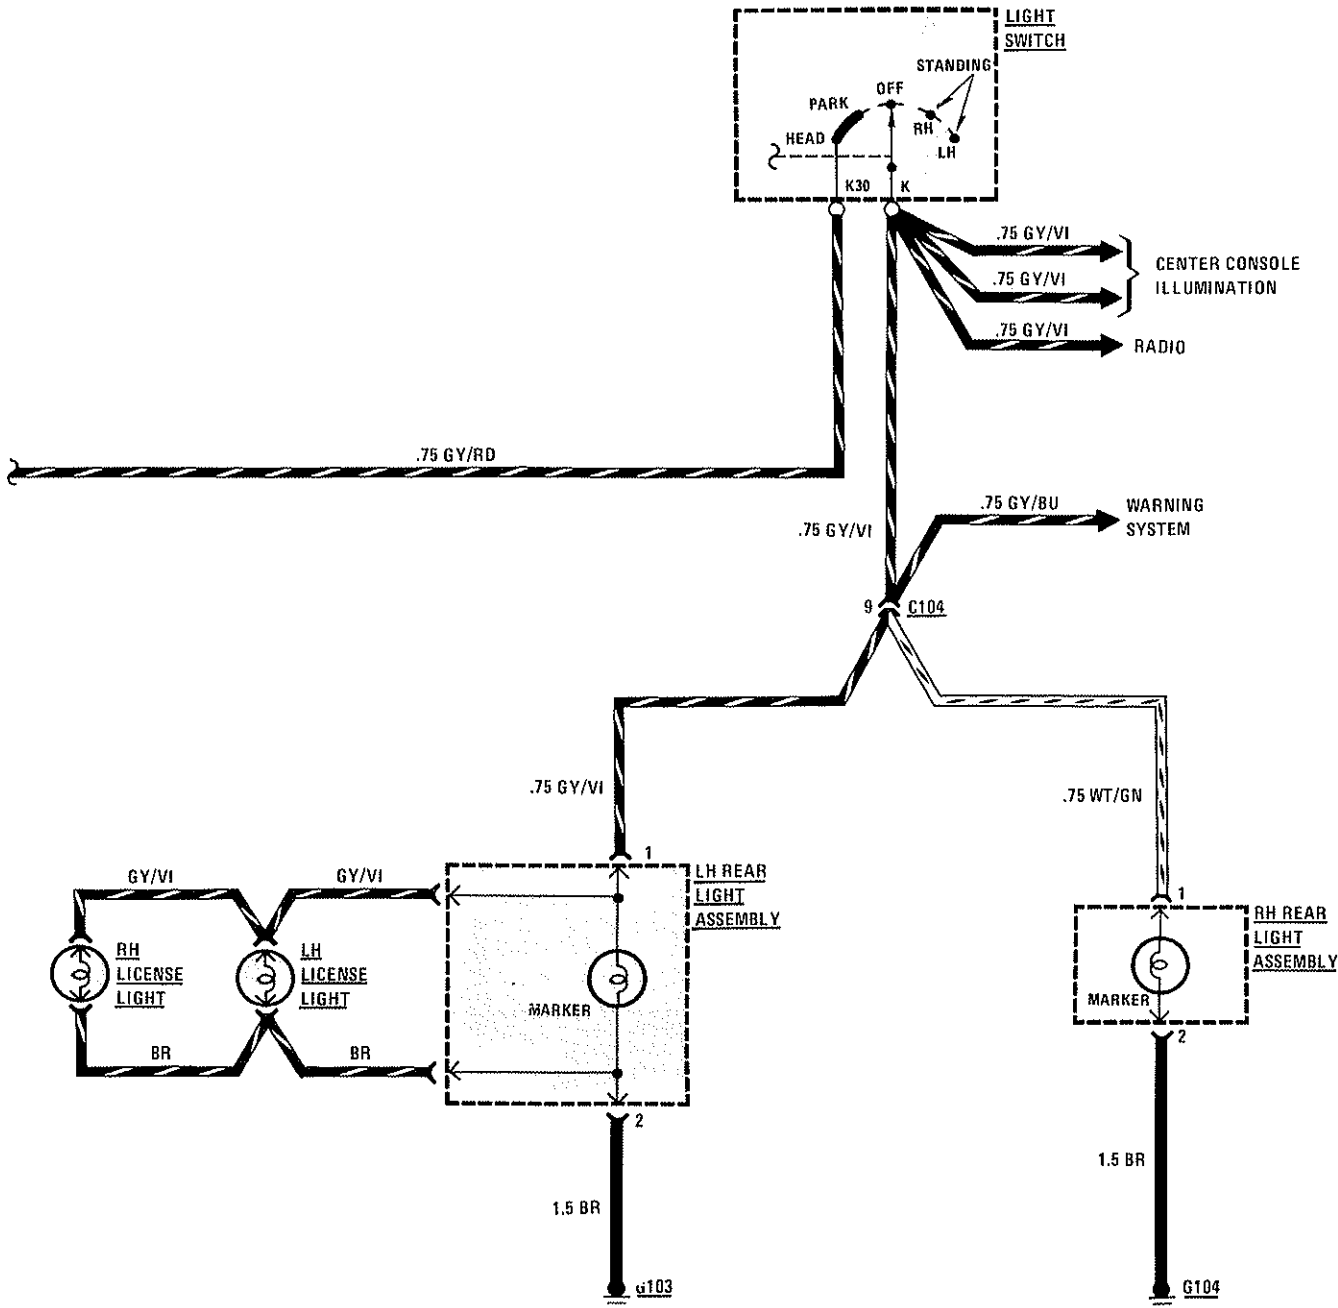 LIGHT
SWITCH
STANDING
OFF
PARK
RH
HEAD
LH
K30
K
.75 GY/VI
.75 GY/VI
CENTER CONSOLE
ILLUMINATION
.75 GY/VI
RADIO
.75 GY/RD
.75 GY/BU
WARNING
SYSTEM
.75 GY/VI
9
C104
.75 GY/VI
.75 WT/GN
1
GY/VI
GY/VI
LH REAR
LIGHT
ASSEMBLY
1
RH REAR
LIGHT
ASSEMBLY
RH
LICENSE
LIGHT
LH
LICENSE
LIGHT
MARKER
MARKER
BR
BR
2
2
1.5 BR
1.5 BR
G103
G104